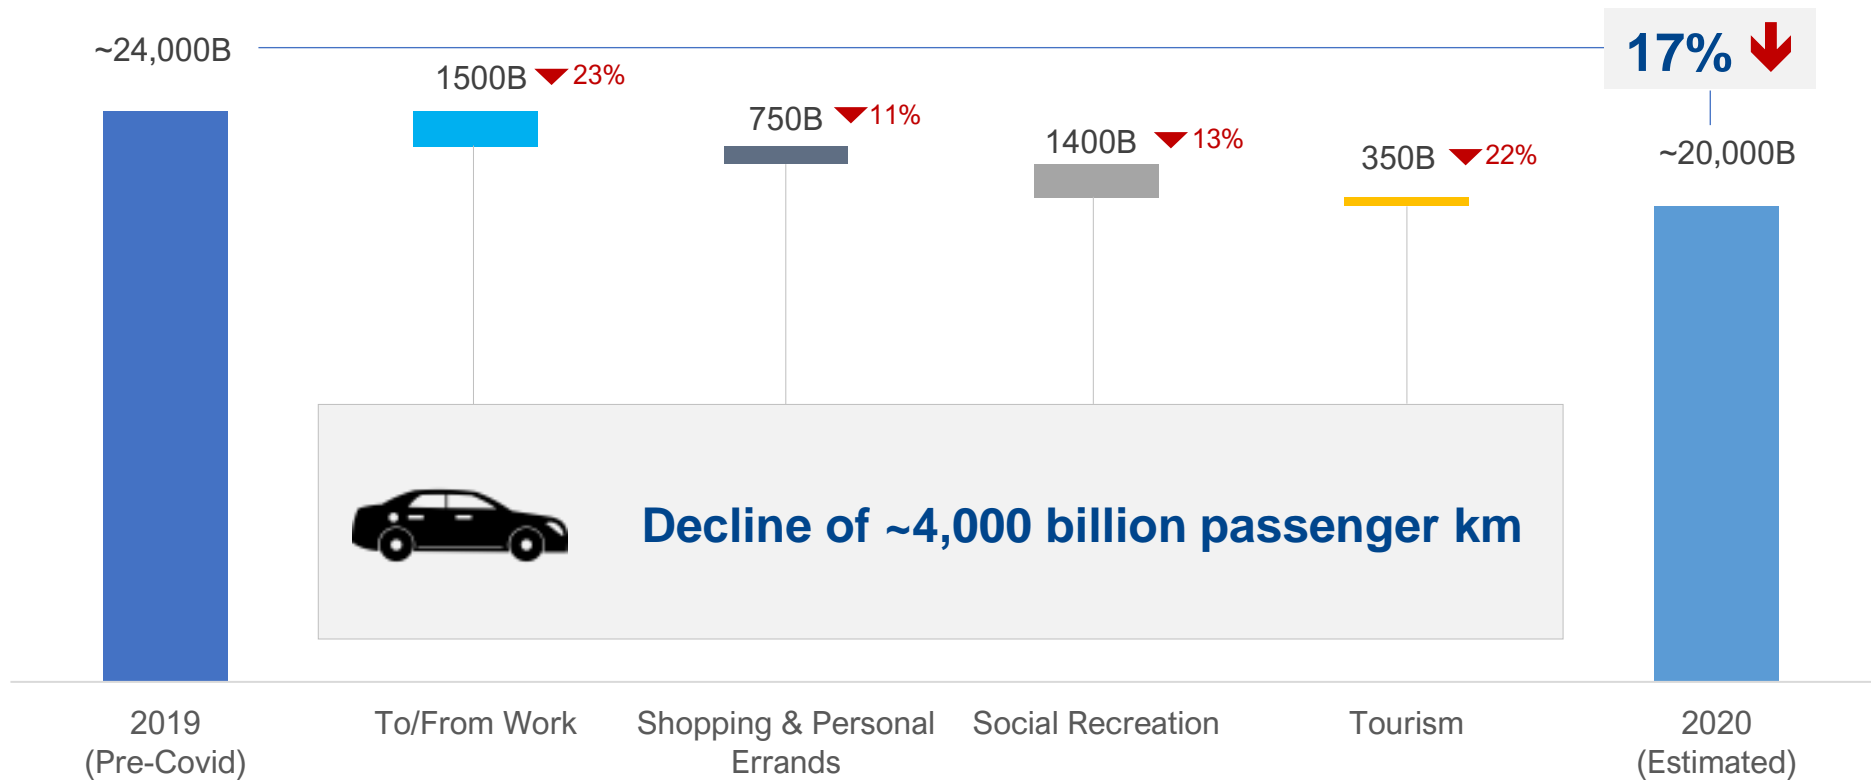 ~24,000B
17%
1500B 23%
750B 11%
1400B 13%
350B 22%
~20,000B
Decline of ~4,000 billion passenger km
2019
(Pre-Covid)
To/From Work
Shopping & Personal
Errands
Social Recreation
Tourism
2020
(Estimated)